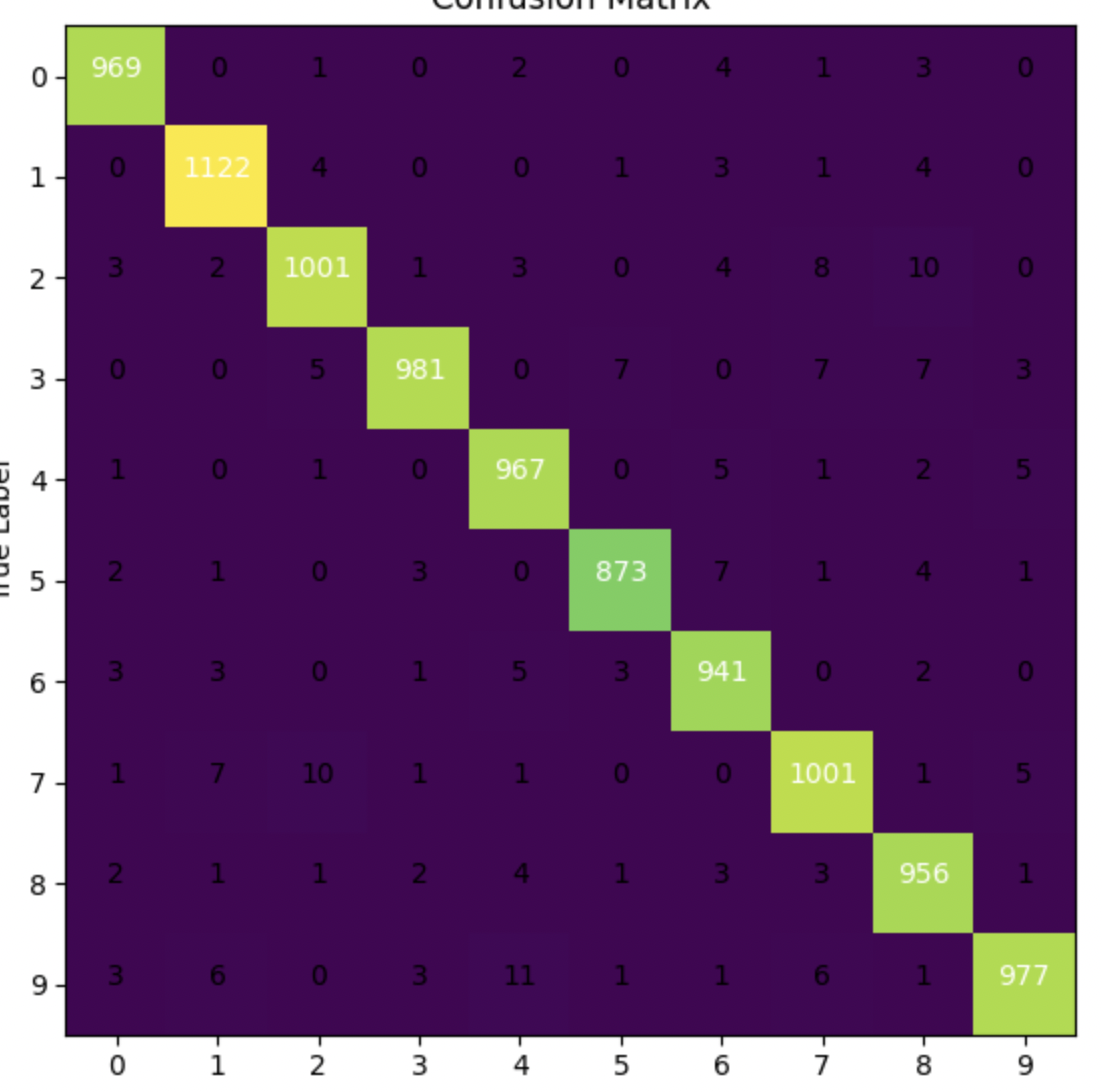 Confusion Matrix
0 969 0 1 0 2 0 4 1 3 0
1 0 1122 4 0 0 1 3 1 4 0
2 3 2 1001 1 3 0 4 8 10 0
3 0 0 5 981 0 7 0 7 7 3
4 1 0 1 0 967 0 5 1 2 5
True Label
5 2 1 0 3 0 873 7 1 4 1
6 3 3 0 1 5 3 941 0 2 0
7 1 7 10 1 1 0 0 1001 1 5
8 2 1 1 2 4 1 3 3 956 1
9 3 6 0 3 11 1 1 6 1 977
0 1 2 3 4 5 6 7 8 9